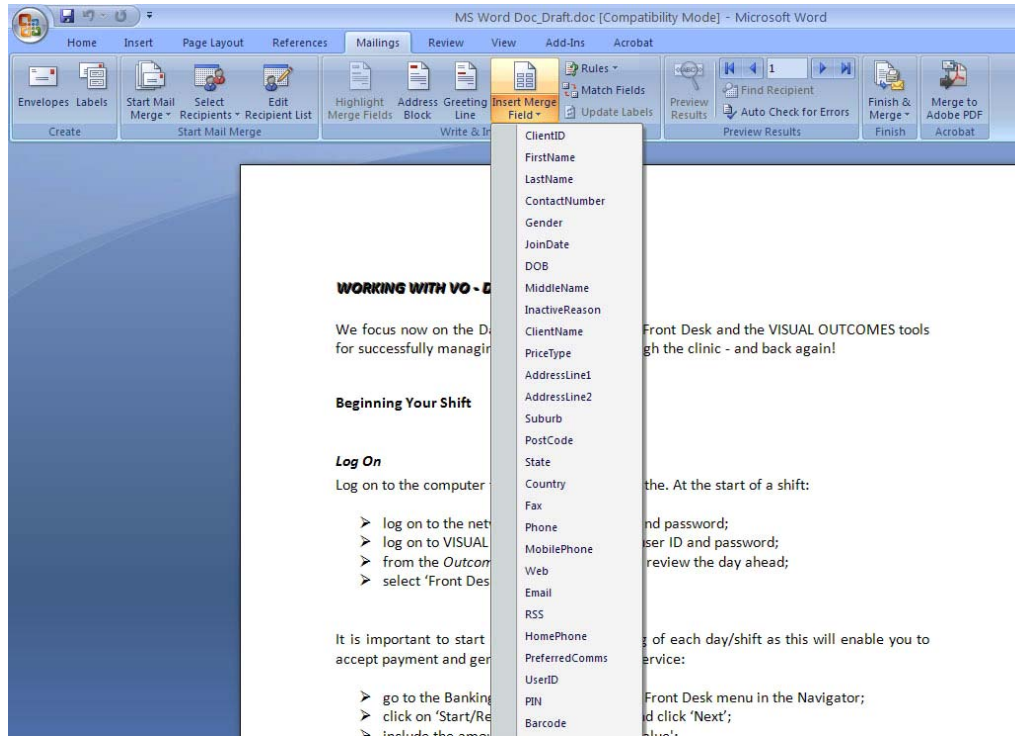 MS Word Doc_Draft.doc [Compatibility Mode] - Microsoft Word
Home Insert Page Layout References Mailings Review View Add-Ins Acrobat
Envelopes Labels
Create
Start Mail Merge Select Recipients Edit Recipient List
Start Mail Merge
Highlight Merge Fields Address Block Greeting Line Insert Merge Field
Rules
Match Fields
Update Labels
Write & In
Preview Results
1
Find Recipient
Auto Check for Errors
Preview Results
Finish & Merge
Finish
Merge to Adobe PDF
Acrobat
ClientID
FirstName
LastName
ContactNumber
Gender
JoinDate
DOB
MiddleName
InactiveReason
ClientName
PriceType
AddressLine1
AddressLine2
Suburb
PostCode
State
Country
Fax
Phone
MobilePhone
Web
Email
RSS
HomePhone
PreferredComms
UserID
PIN
Barcode
WORKING WITH VO - D
We focus now on the Da Front Desk and the VISUAL OUTCOMES tools
for successfully managin gh the clinic - and back again!
Beginning Your Shift
Log On
Log on to the computer the. At the start of a shift:
➢ log on to the net nd password;
➢ log on to VISUAL ser ID and password;
➢ from the Outcom review the day ahead;
➢ select ‘Front Des
It is important to start g of each day/shift as this will enable you to
accept payment and ger ervice:
➢ go to the Banking Front Desk menu in the Navigator;
➢ click on ‘Start/Re d click ‘Next’;
➢ include the amou